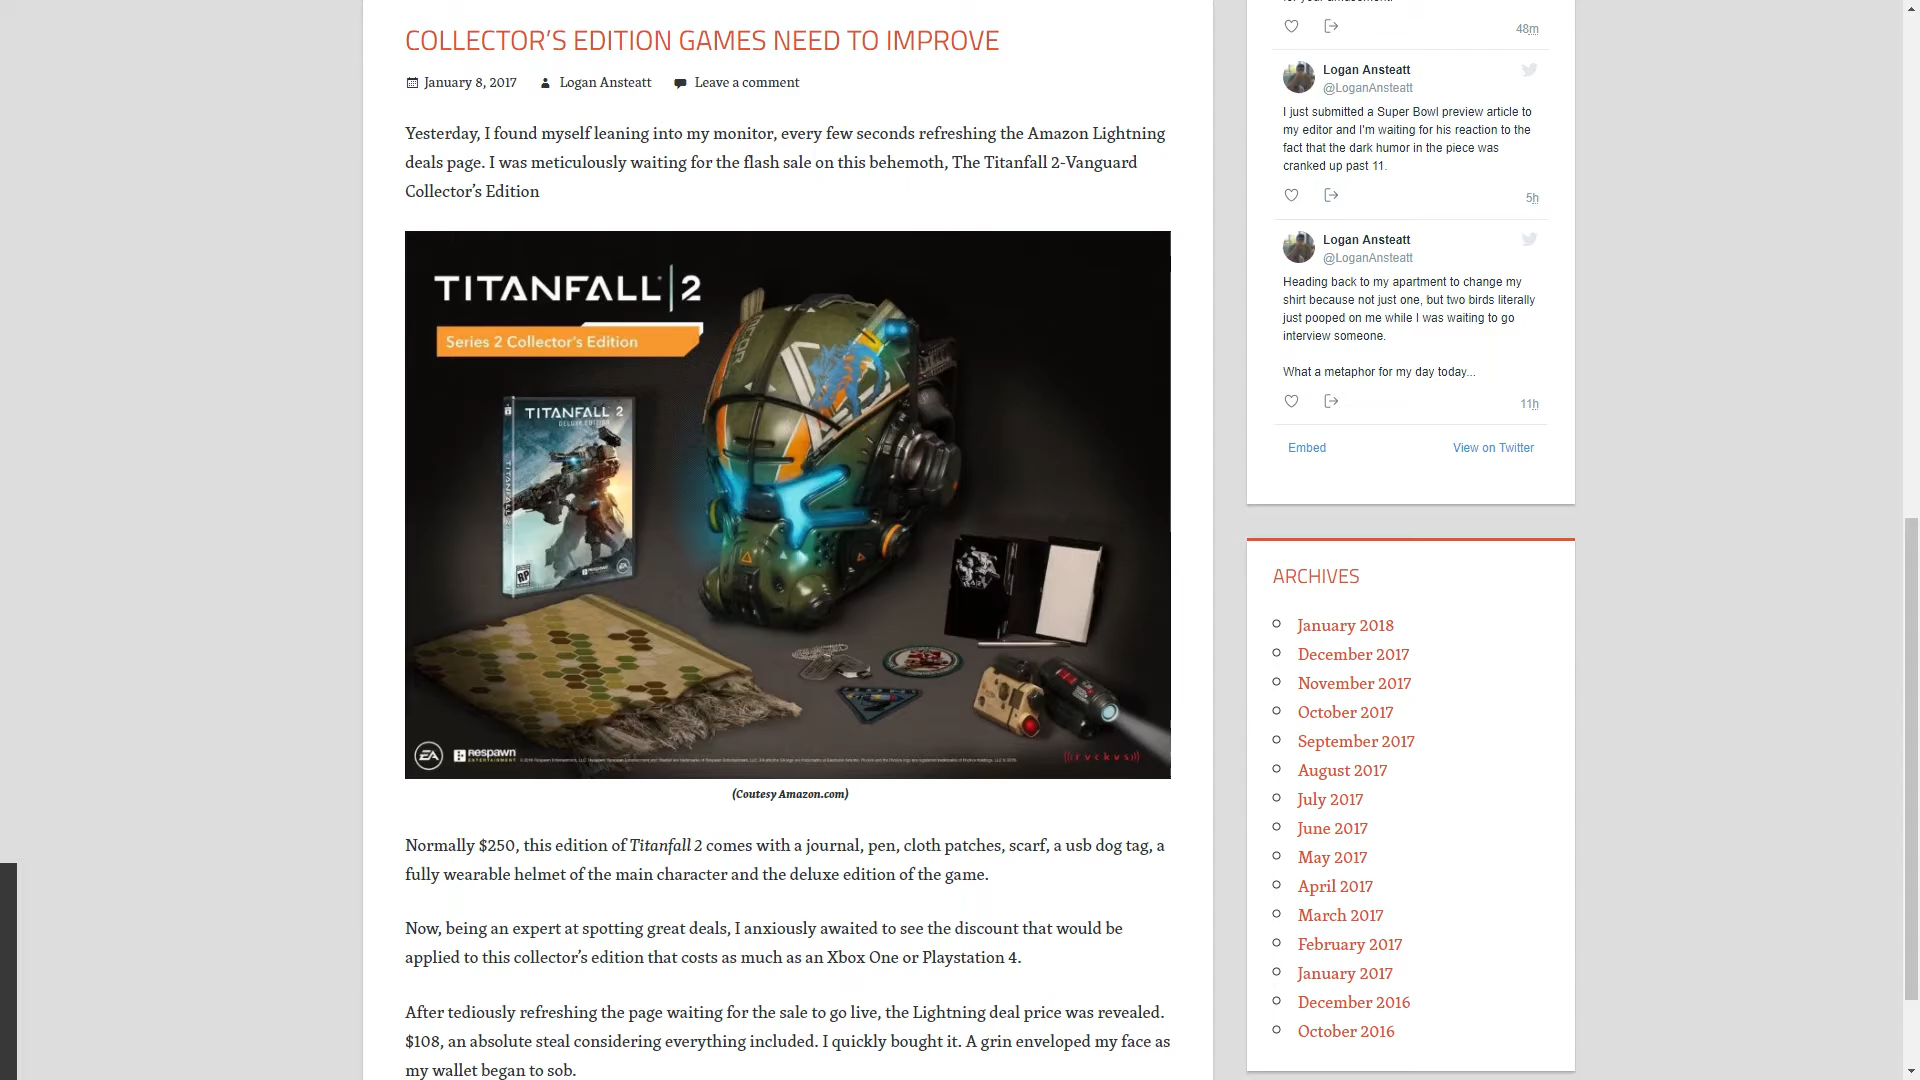 COLLECTOR'S EDITION GAMES NEED TO IMPROVE
January 8, 2017 Logan Ansteatt Leave a comment
Yesterday, I found myself leaning into my monitor, every few seconds refreshing the Amazon Lightning
deals page. I was meticulously waiting for the flash sale on this behemoth, The Titanfall 2-Vanguard
Collector's Edition
TITANFALL 2
Series 2 Collector's Edition
TITANFALL 2
DELUXE EDITION
TITANFALL 2
RP
EA
EA
Respawn
ENTERTAINMENT
(((ruckus)))
(Coutesy Amazon.com)
Normally $250, this edition of Titanfall 2 comes with a journal, pen, cloth patches, scarf, a usb dog tag, a
fully wearable helmet of the main character and the deluxe edition of the game.
Now, being an expert at spotting great deals, I anxiously awaited to see the discount that would be
applied to this collector's edition that costs as much as an Xbox One or Playstation 4.
After tediously refreshing the page waiting for the sale to go live, the Lightning deal price was revealed.
$108, an absolute steal considering everything included. I quickly bought it. A grin enveloped my face as
my wallet began to sob.
48m
Logan Ansteatt
@LoganAnsteatt
I just submitted a Super Bowl preview article to
my editor and I'm waiting for his reaction to the
fact that the dark humor in the piece was
cranked up past 11.
5h
Logan Ansteatt
@LoganAnsteatt
Heading back to my apartment to change my
shirt because not just one, but two birds literally
just pooped on me while I was waiting to go
interview someone.
What a metaphor for my day today...
11h
Embed View on Twitter
ARCHIVES
January 2018
December 2017
November 2017
October 2017
September 2017
August 2017
July 2017
June 2017
May 2017
April 2017
March 2017
February 2017
January 2017
December 2016
October 2016